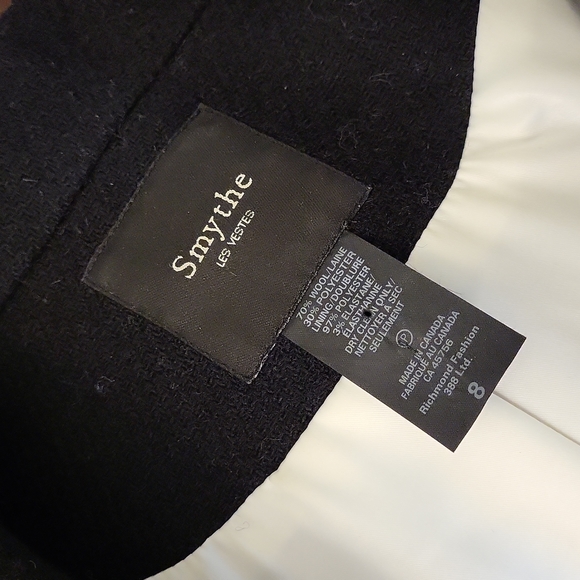 Smythe
LES VESTES
70% WOOL/LAINE
30% POLYESTER
LINING/DOUBLURE
97% POLYESTER
3% ELASTANE/
ÉLASTHANNE
DRY CLEAN ONLY/
NETTOYER À SEC
SEULEMENT
P
MADE IN CANADA
FABRIQUÉ AU CANADA
CA 45756
Richmond Fashion
388 Ltd.
8